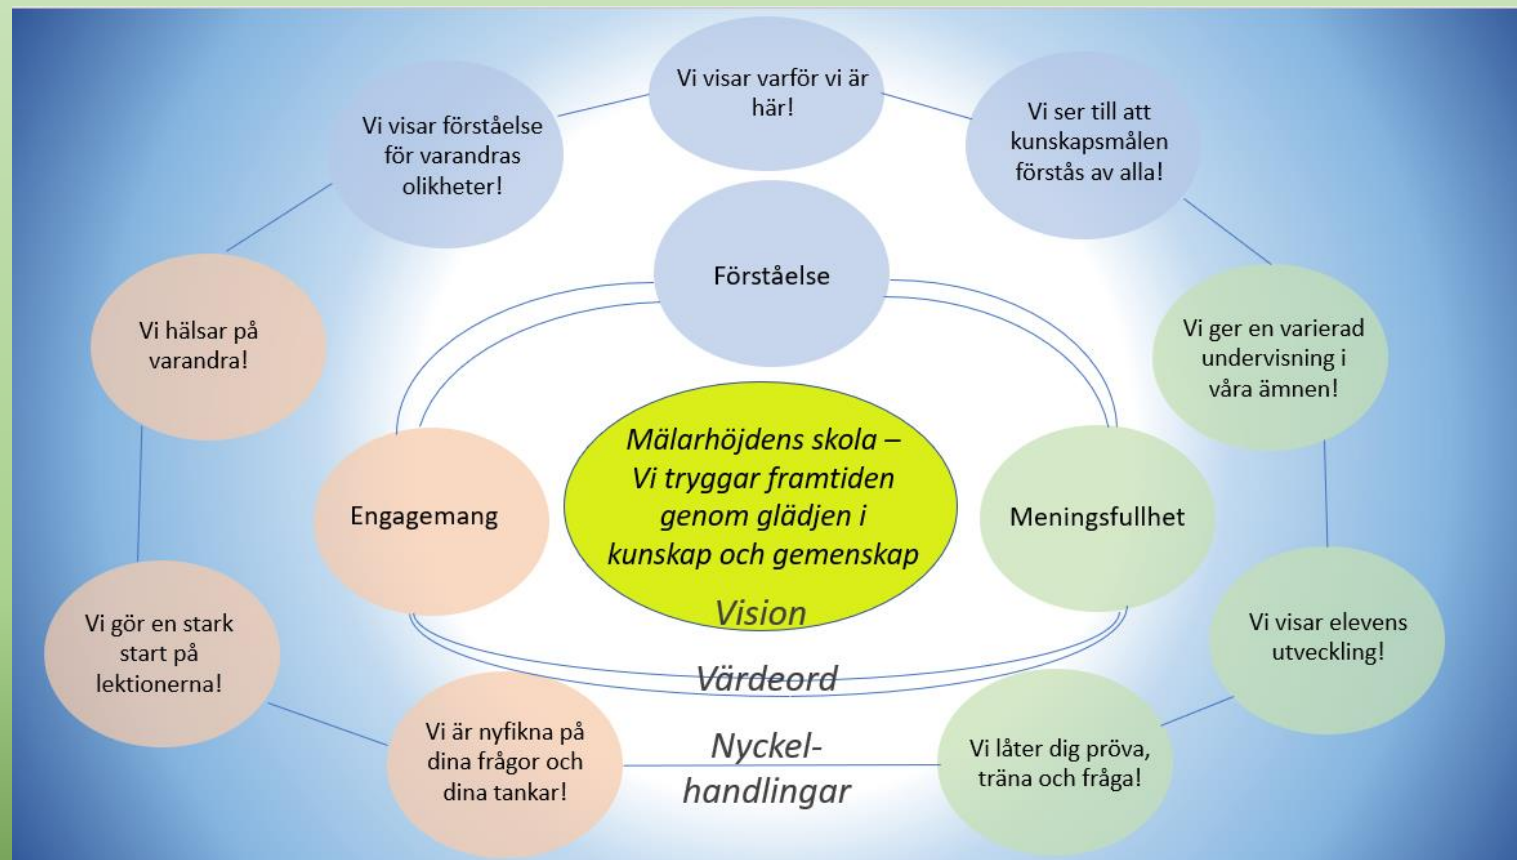 Vi visar varför vi är
här!
Vi visar förståelse
för varandras
olikheter!
Vi ser till att
kunskapsmålen
förstås av alla!
Förståelse
Vi hälsar på
varandra!
Vi ger en varierad
undervisning i
våra ämnen!
Engagemang
Mälarhöjdens skola –
Vi tryggar framtiden
genom glädjen i
kunskap och gemenskap
Vision
Meningsfullhet
Vi gör en stark
start på
lektionerna!
Vi visar elevens
utveckling!
Värdeord
Vi är nyfikna på
dina frågor och
dina tankar!
Nyckel-
handlingar
Vi låter dig pröva,
träna och fråga!